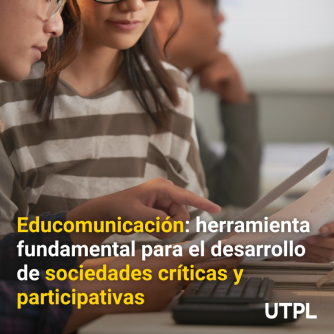 Educomunicación: herramienta
fundamental para el desarrollo
de sociedades críticas y
participativas
UTPL